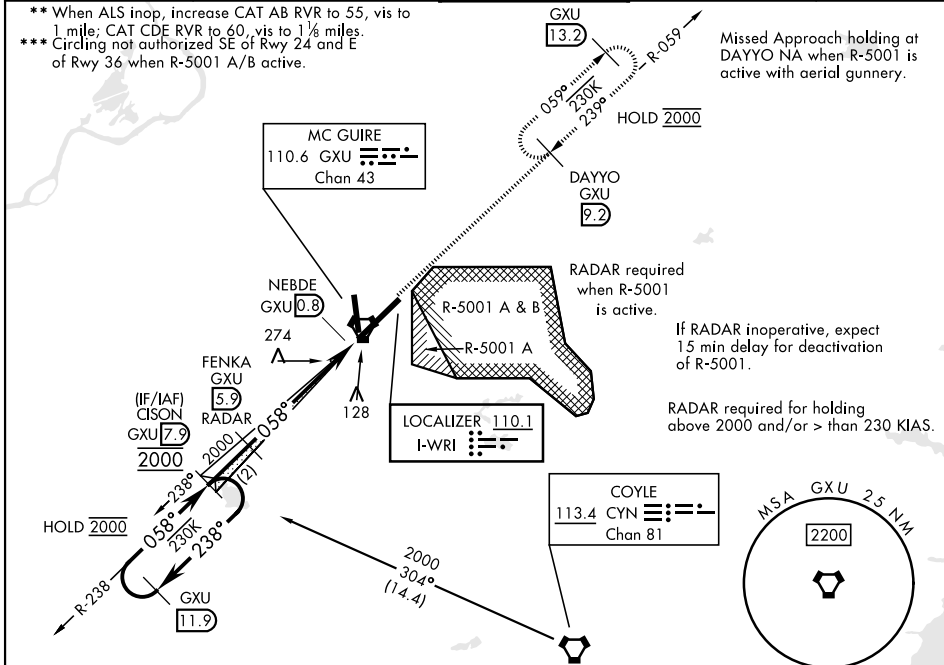 ** When ALS inop, increase CAT AB RVR to 55, vis to
1 mile; CAT CDE RVR to 60, vis to 1⅛ miles.
*** Circling not authorized SE of Rwy 24 and E
of Rwy 36 when R-5001 A/B active.
GXU
13.2
R-059
Missed Approach holding at
DAYYO NA when R-5001 is
active with aerial gunnery.
059°
230K
239°
HOLD 2000
MC GUIRE
110.6 GXU
Chan 43
DAYYO
GXU
9.2
RADAR required
when R-5001
is active.
NEBDE
GXU 0.8
R-5001 A & B
R-5001 A
274
If RADAR inoperative, expect
15 min delay for deactivation
of R-5001.
FENKA
GXU
5.9
RADAR
128
(IF/IAF)
CISON
GXU 7.9
2000
058°
2000
238°
(2)
LOCALIZER 110.1
I-WRI
RADAR required for holding
above 2000 and/or > than 230 KIAS.
HOLD 2000
058°
230K
238°
R-238
GXU
11.9
2000
304°
(14.4)
COYLE
113.4 CYN
Chan 81
MSA GXU 25 NM
2200